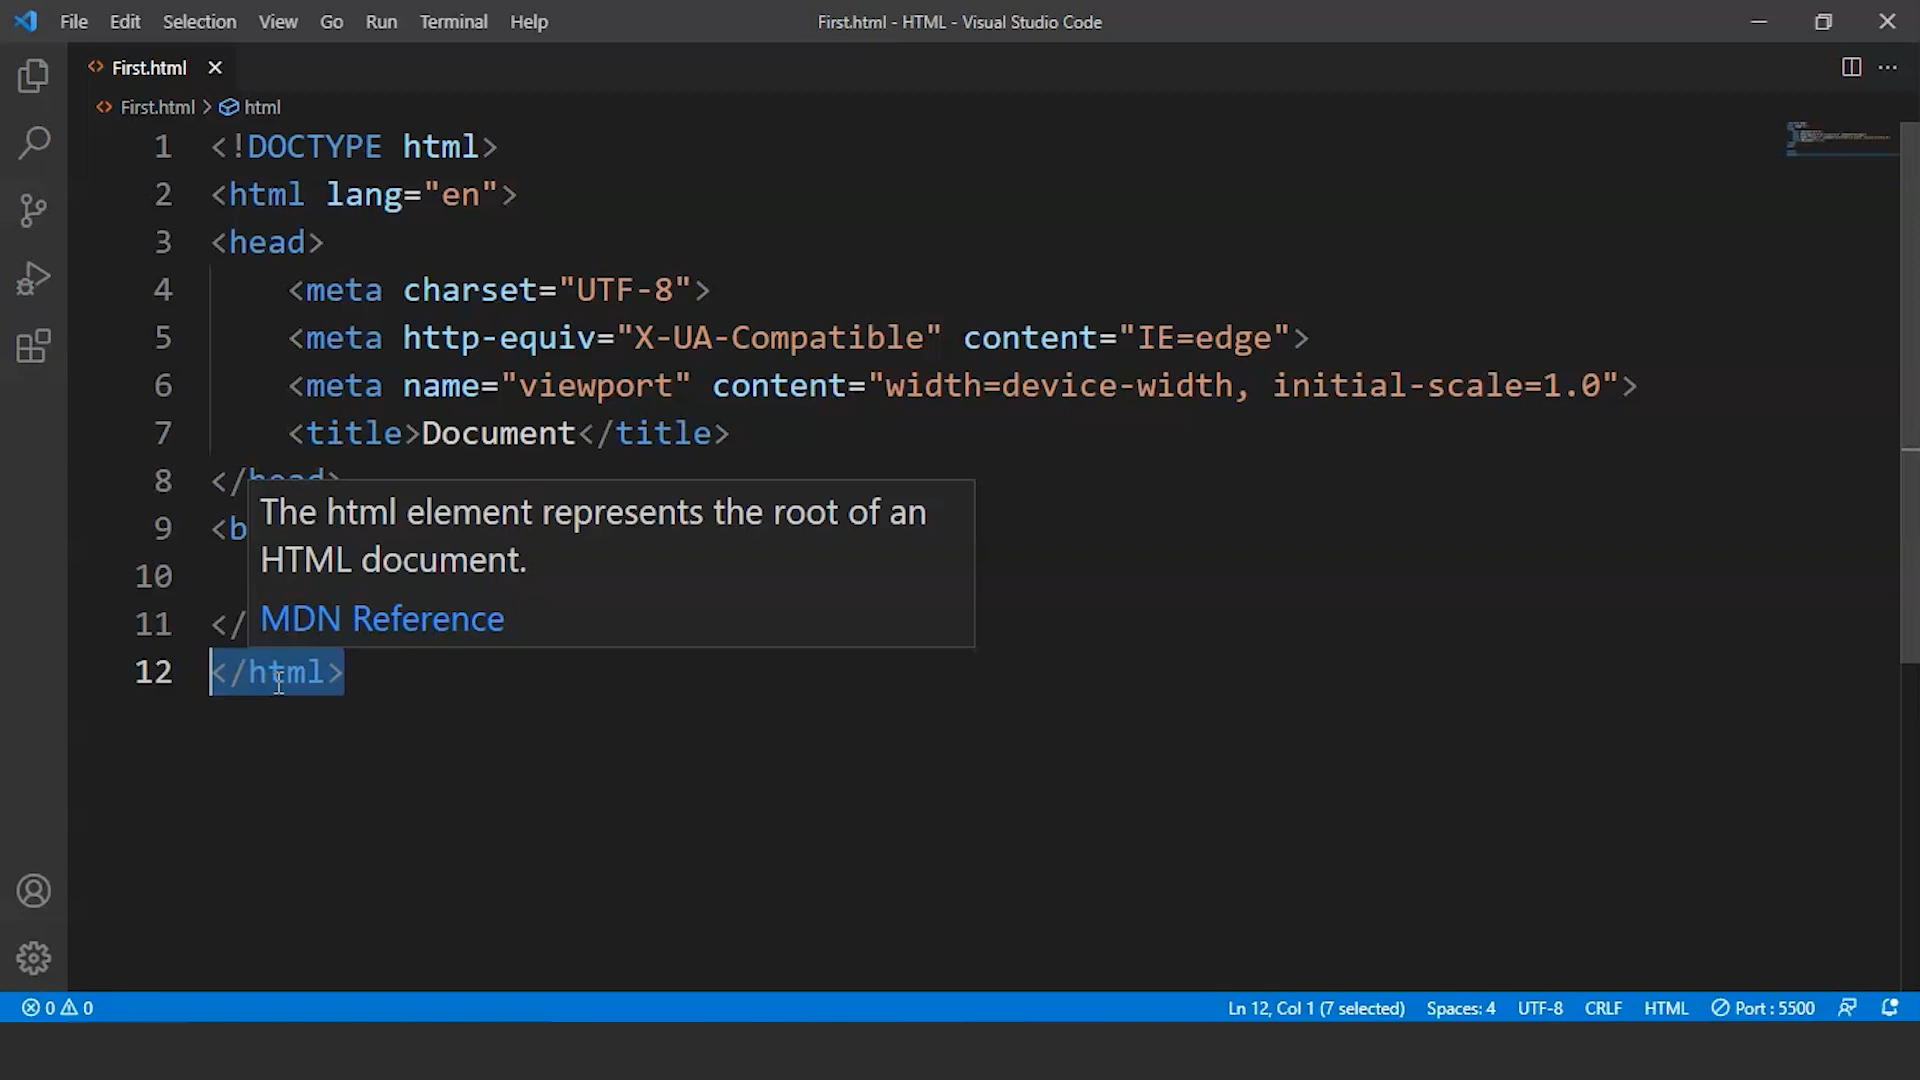 File Edit Selection View Go Run Terminal Help First.html - HTML - Visual Studio Code
First.html
First.html > html
1 <!DOCTYPE html>
2 <html lang="en">
3 <head>
4 <meta charset="UTF-8">
5 <meta http-equiv="X-UA-Compatible" content="IE=edge">
6 <meta name="viewport" content="width=device-width, initial-scale=1.0">
7 <title>Document</title>
8 </head>
9 <b
The html element represents the root of an
HTML document.
10
11 </
MDN Reference
12 </html>
0 0 Ln 12, Col 1 (7 selected) Spaces: 4 UTF-8 CRLF HTML Port : 5500